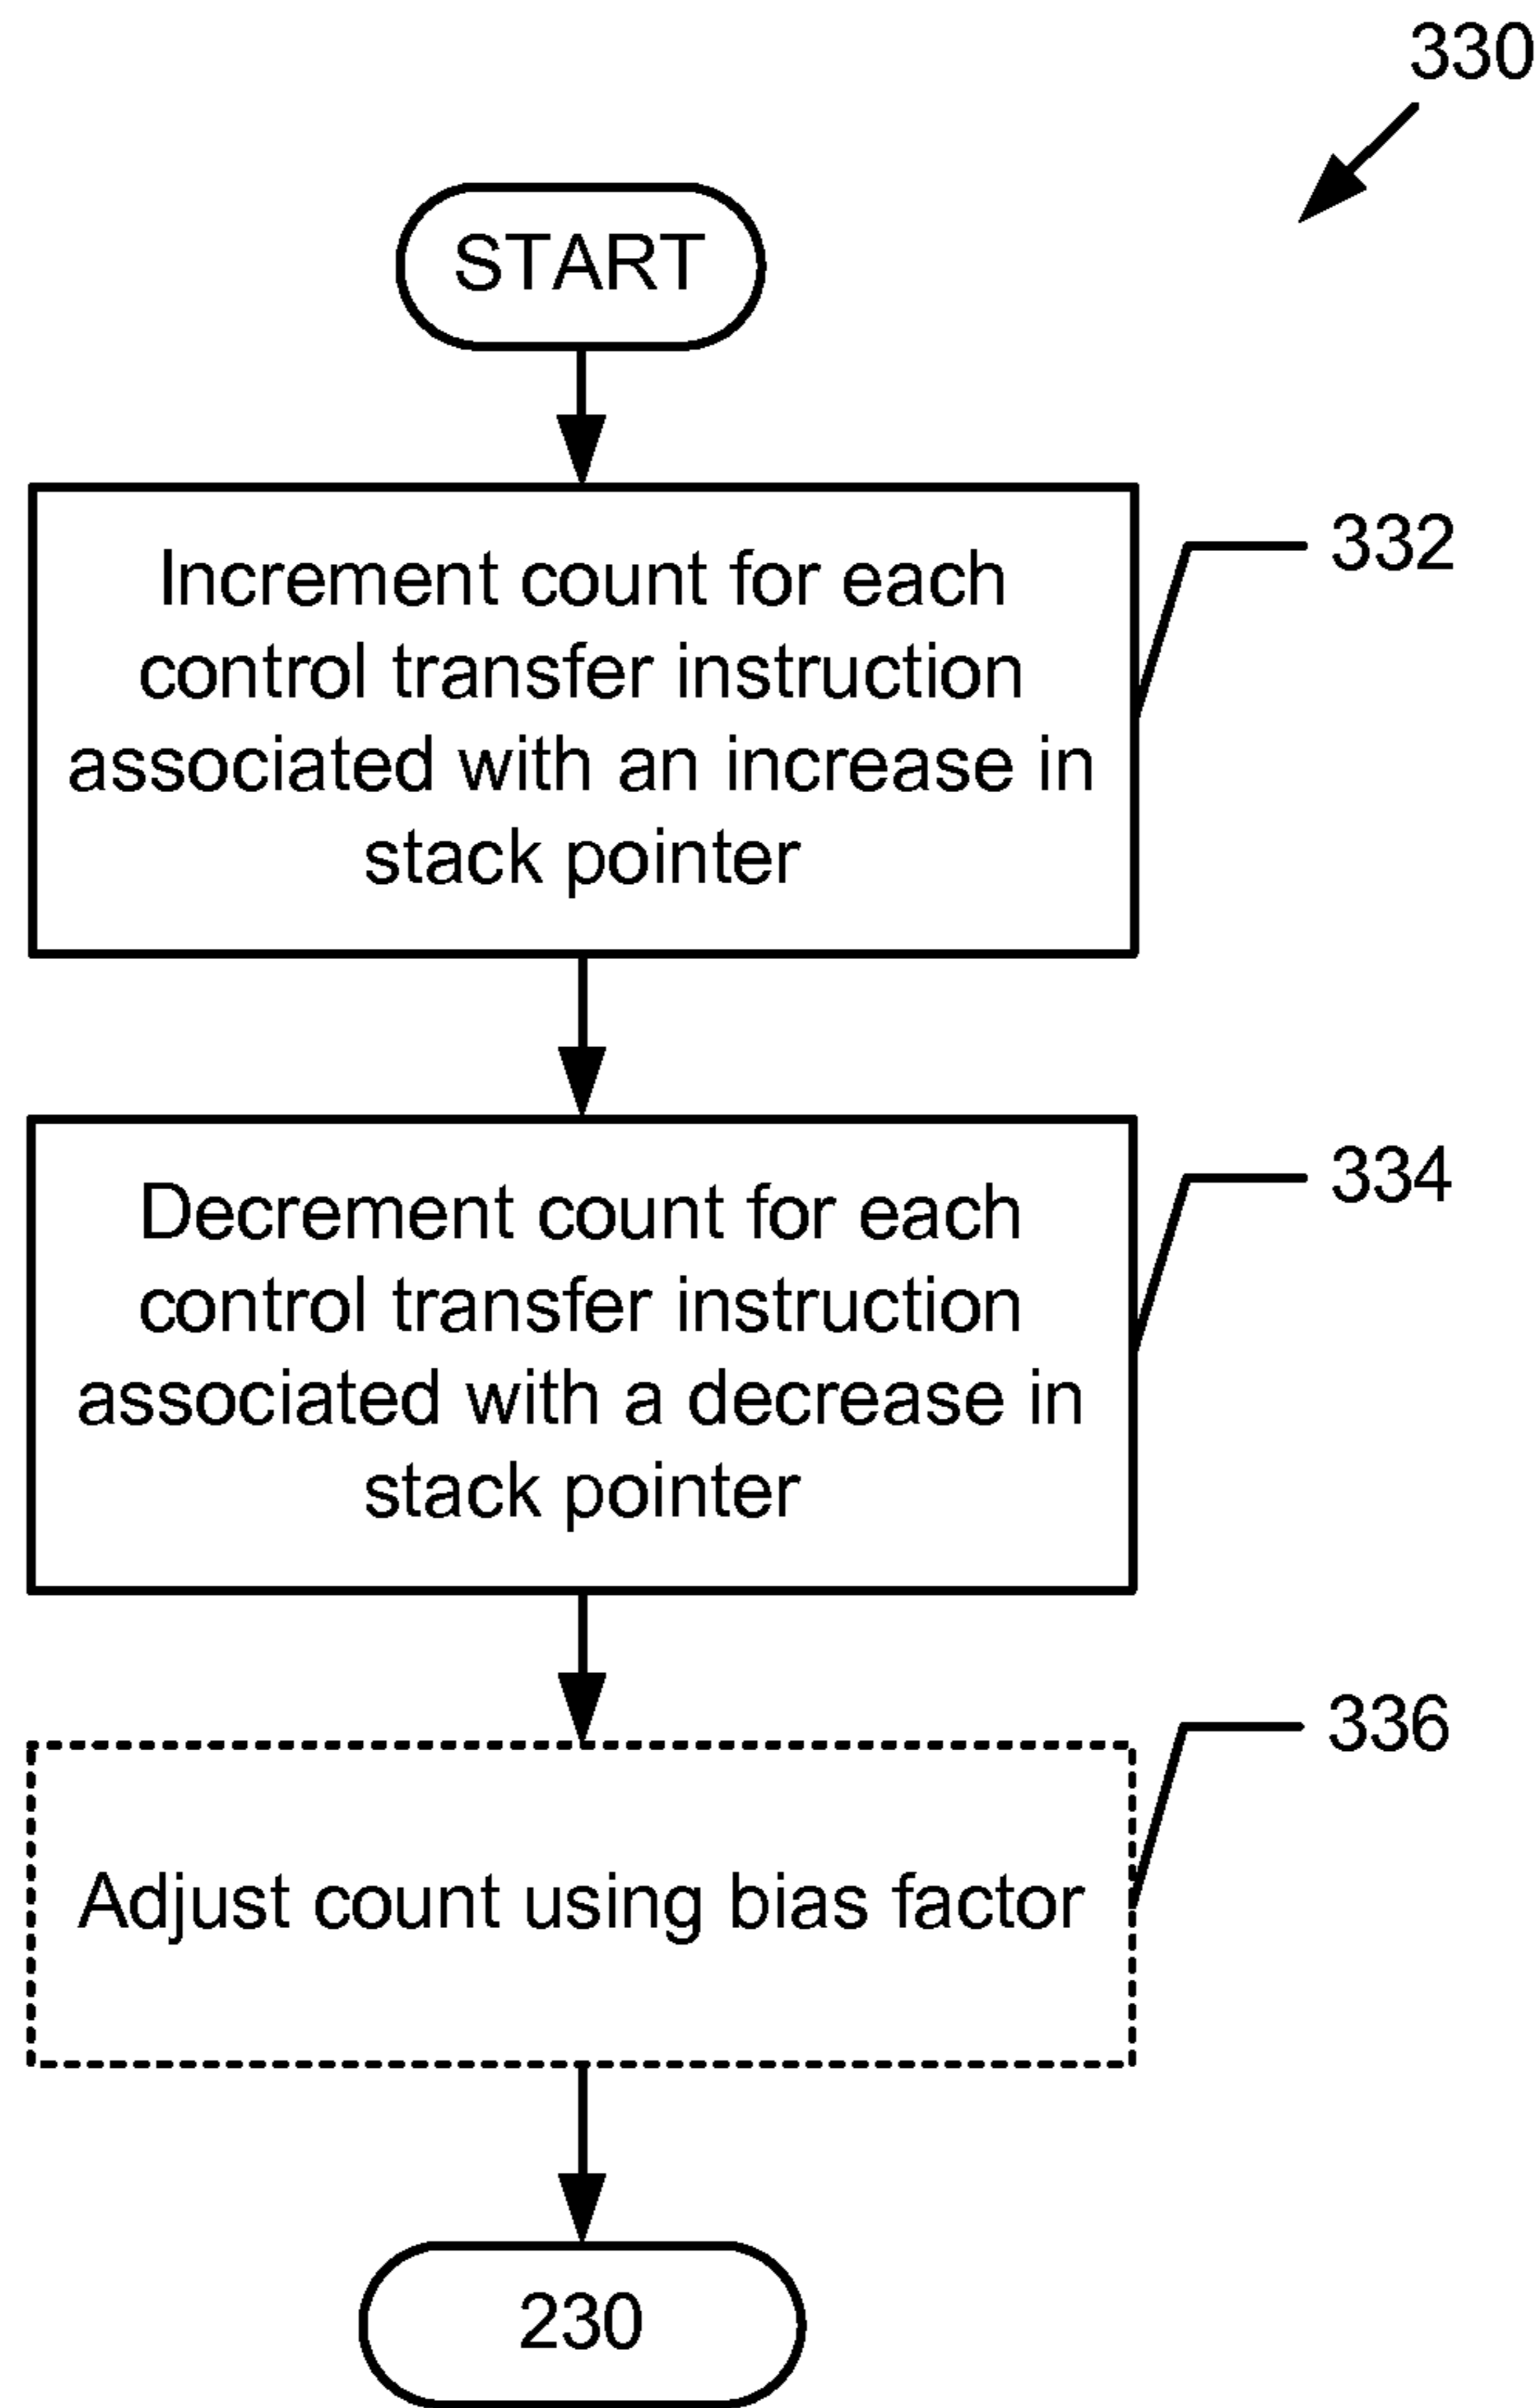 330
START
Increment count for each
control transfer instruction
associated with an increase in
stack pointer
332
Decrement count for each
control transfer instruction
associated with a decrease in
stack pointer
334
Adjust count using bias factor
336
230